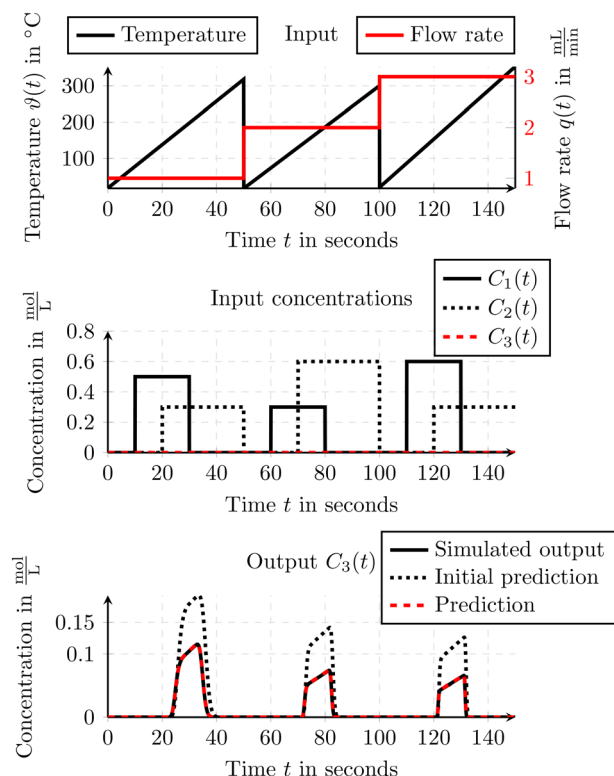 Temperature Input Flow rate
Temperature ϑ(t) in °C
Flow rate q(t) in mL/min
300
200
100
3
2
1
0 20 40 60 80 100 120 140
Time t in seconds
Input concentrations
C₁(t)
C₂(t)
C₃(t)
Concentration in mol/L
0.8
0.6
0.4
0.2
0
0 20 40 60 80 100 120 140
Time t in seconds
Output C₃(t)
Simulated output
Initial prediction
Prediction
Concentration in mol/L
0.15
0.1
0
0 20 40 60 80 100 120 140
Time t in seconds